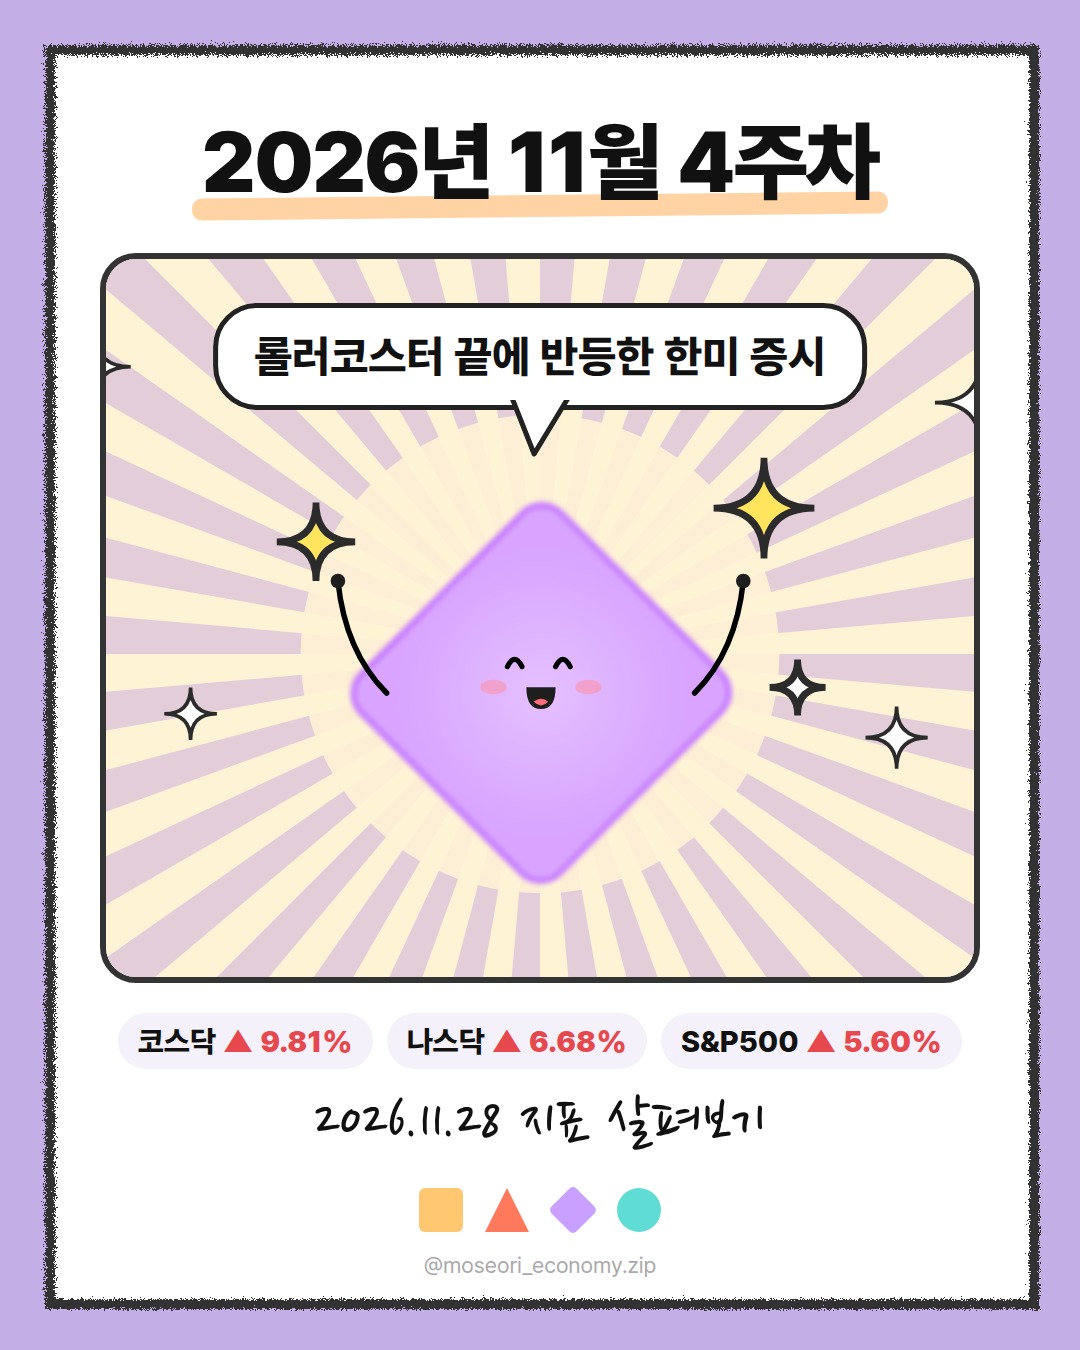 2026년 11월 4주차
롤러코스터 끝에 반등한 한미 증시
코스닥 ▲ 9.81% 나스닥 ▲ 6.68% S&P500 ▲ 5.60%
2026.11.28 지표 살펴보기
@moseori_economy.zip